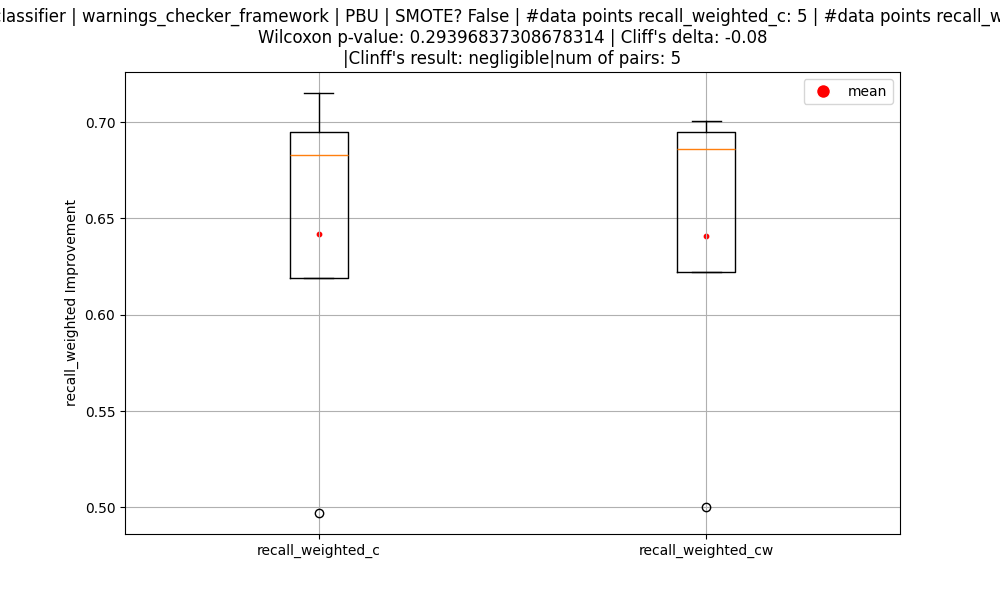 classifier | warnings_checker_framework | PBU | SMOTE? False | #data points recall_weighted_c: 5 | #data points recall_w
Wilcoxon p-value: 0.29396837308678314 | Cliff's delta: -0.08
|Clinff's result: negligible|num of pairs: 5
mean
0.70
0.65
0.60
0.55
0.50
recall_weighted Improvement
recall_weighted_c
recall_weighted_cw